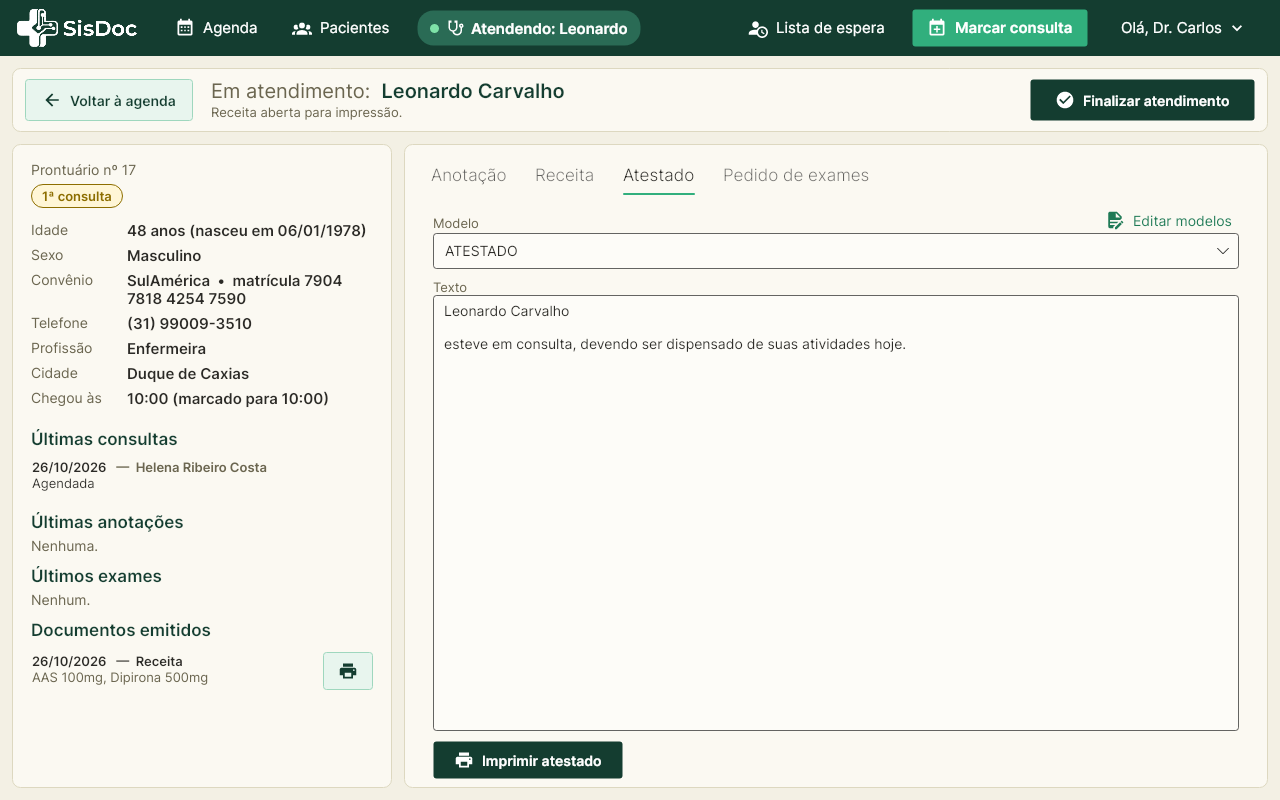 SisDoc
Agenda
Pacientes
Atendendo: Leonardo
Lista de espera
Marcar consulta
Olá, Dr. Carlos
Voltar à agenda
Em atendimento: Leonardo Carvalho
Receita aberta para impressão.
Finalizar atendimento
Prontuário nº 17
1ª consulta
Idade 48 anos (nasceu em 06/01/1978)
Sexo Masculino
Convênio SulAmérica • matrícula 7904
7818 4254 7590
Telefone (31) 99009-3510
Profissão Enfermeira
Cidade Duque de Caxias
Chegou às 10:00 (marcado para 10:00)
Últimas consultas
26/10/2026 — Helena Ribeiro Costa
Agendada
Últimas anotações
Nenhuma.
Últimos exames
Nenhum.
Documentos emitidos
26/10/2026 — Receita
AAS 100mg, Dipirona 500mg
Anotação Receita Atestado Pedido de exames
Modelo
Editar modelos
ATESTADO
Texto
Leonardo Carvalho
esteve em consulta, devendo ser dispensado de suas atividades hoje.
Imprimir atestado